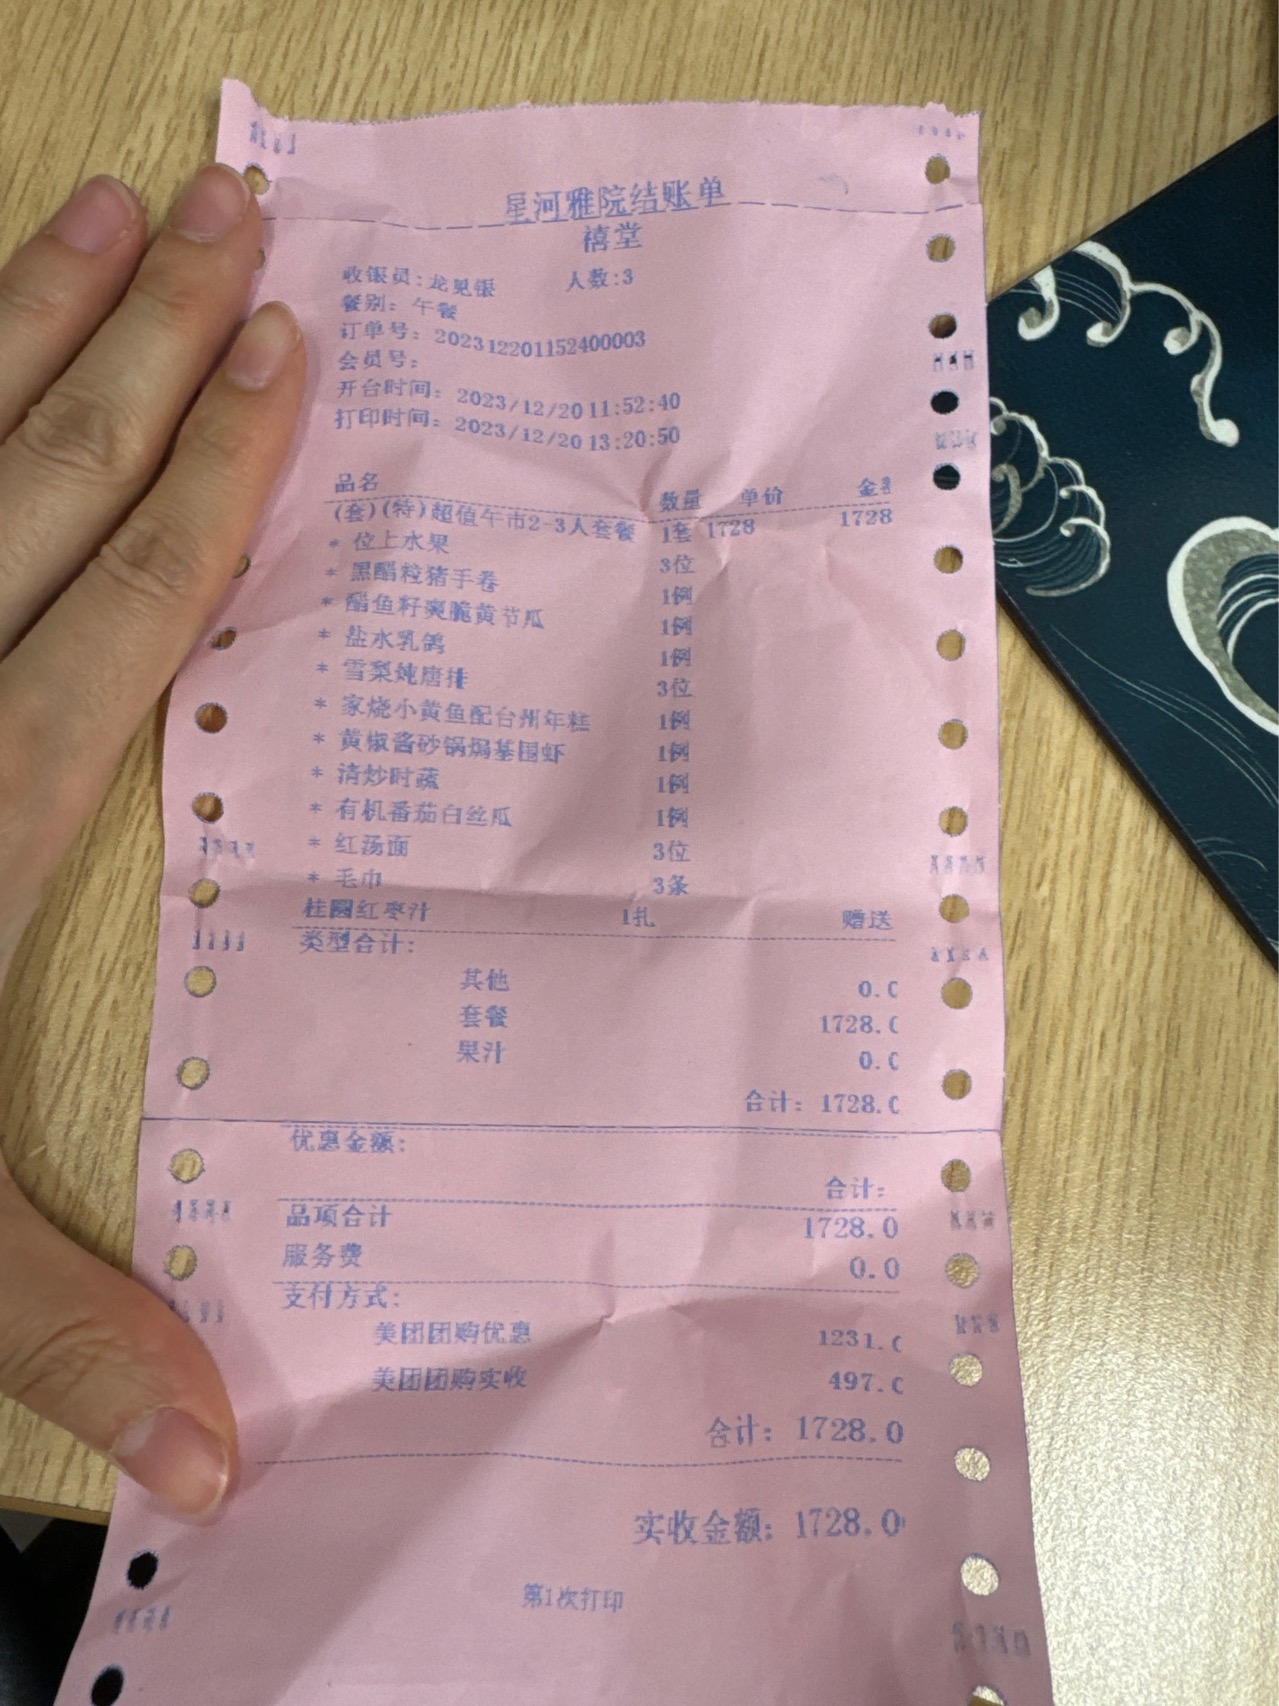 星河雅院结账单
禧堂
收银员:龙见银 人数:3
餐别: 午餐
订单号: 202312201152400003
会员号:
开台时间: 2023/12/20 11:52:40
打印时间: 2023/12/20 13:20:50
品名 数量 单价 金
(套)(特)超值午市2-3人套餐 1套 1728 1728
* 位上水果 3位
* 黑醋粒猪手卷 1例
* 醋鱼籽爽脆黄节瓜 1例
* 盐水乳鸽 1例
* 雪梨炖唐排 3位
* 家烧小黄鱼配台州年糕 1例
* 黄椒酱砂锅焗基围虾 1例
* 清炒时蔬 1例
* 有机番茄白丝瓜 1例
* 红汤面 3位
* 毛巾 3条
桂圆红枣汁 1扎 赠送
类型合计:
其他 0.0
套餐 1728.0
果汁 0.0
合计: 1728.0
优惠金额:
合计:
品项合计 1728.0
服务费 0.0
支付方式:
美团团购优惠 1231.0
美团团购实收 497.0
合计: 1728.0
实收金额: 1728.0
第1次打印